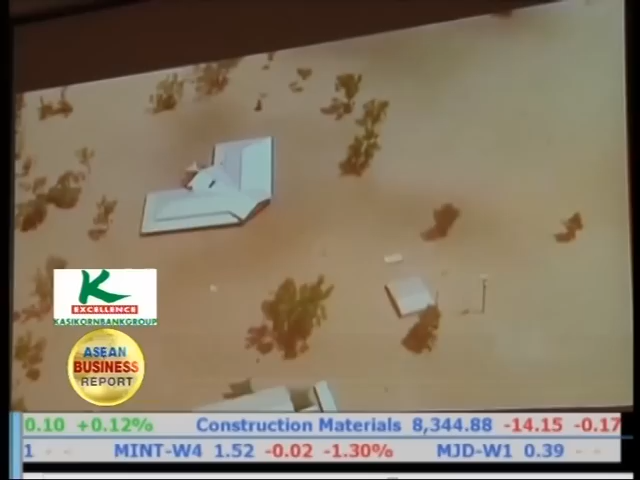 K
EXCELLENCE
KASIKORNBANKGROUP
ASEAN
BUSINESS
REPORT
0.10 +0.12% Construction Materials 8,344.88 -14.15 -0.17
1 - - MINT-W4 1.52 -0.02 -1.30% MJD-W1 0.39 - -